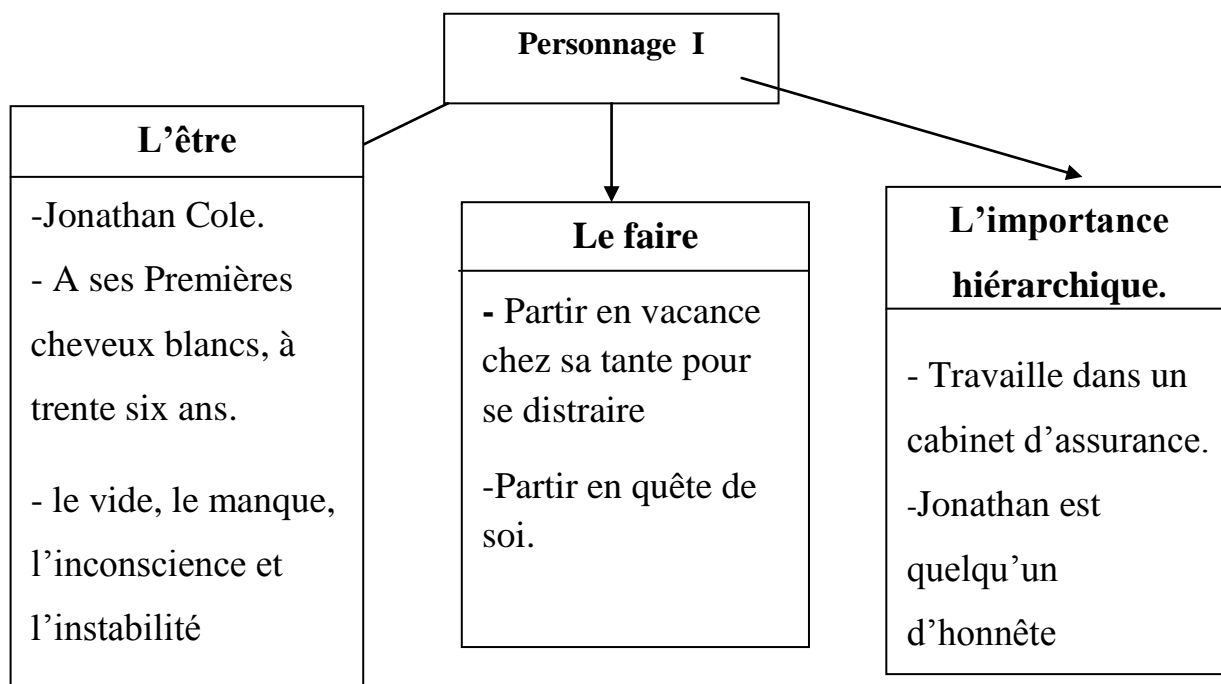 Personnage I
L’être
-Jonathan Cole.
- A ses Premières
cheveux blancs, à
trente six ans.
- le vide, le manque,
l’inconscience et
l’instabilité
Le faire
- Partir en vacance
chez sa tante pour
se distraire
-Partir en quête de
soi.
L’importance
hiérarchique.
- Travaille dans un
cabinet d’assurance.
-Jonathan est
quelqu’un
d’honnête